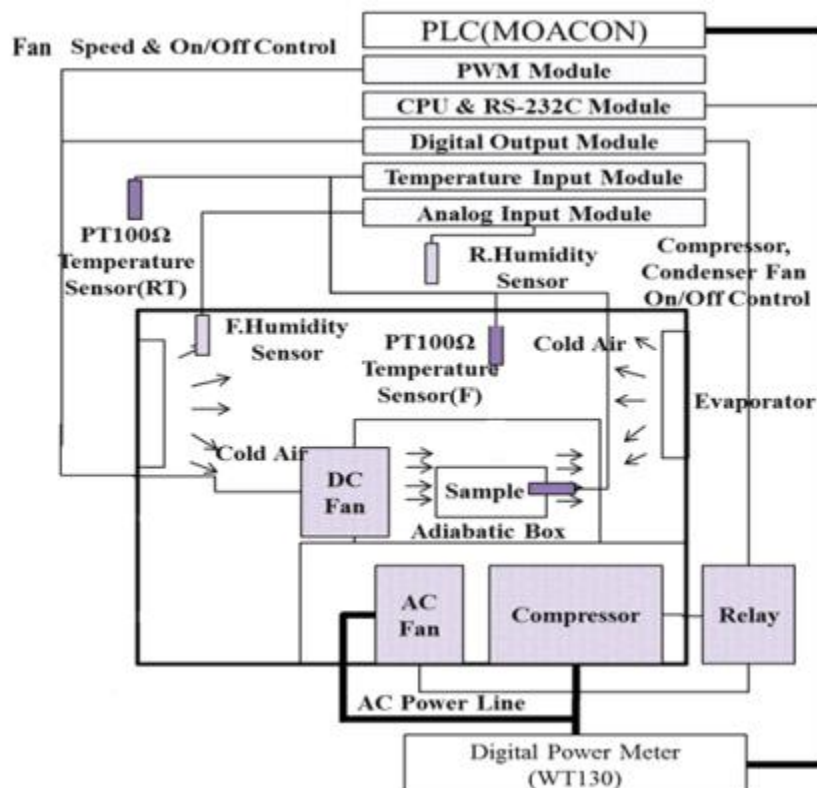 PLC(MOACON)
Fan Speed & On/Off Control
PWM Module
CPU & RS-232C Module
Digital Output Module
Temperature Input Module
Analog Input Module
PT100Ω
Temperature
Sensor(RT)
R.Humidity
Sensor
Compressor,
Condenser Fan
On/Off Control
F.Humidity
Sensor
PT100Ω
Temperature
Sensor(F)
Cold Air
Evaporator
Cold Air
DC
Fan
Sample
Adiabatic Box
AC
Fan
Compressor
Relay
AC Power Line
Digital Power Meter
(WT130)